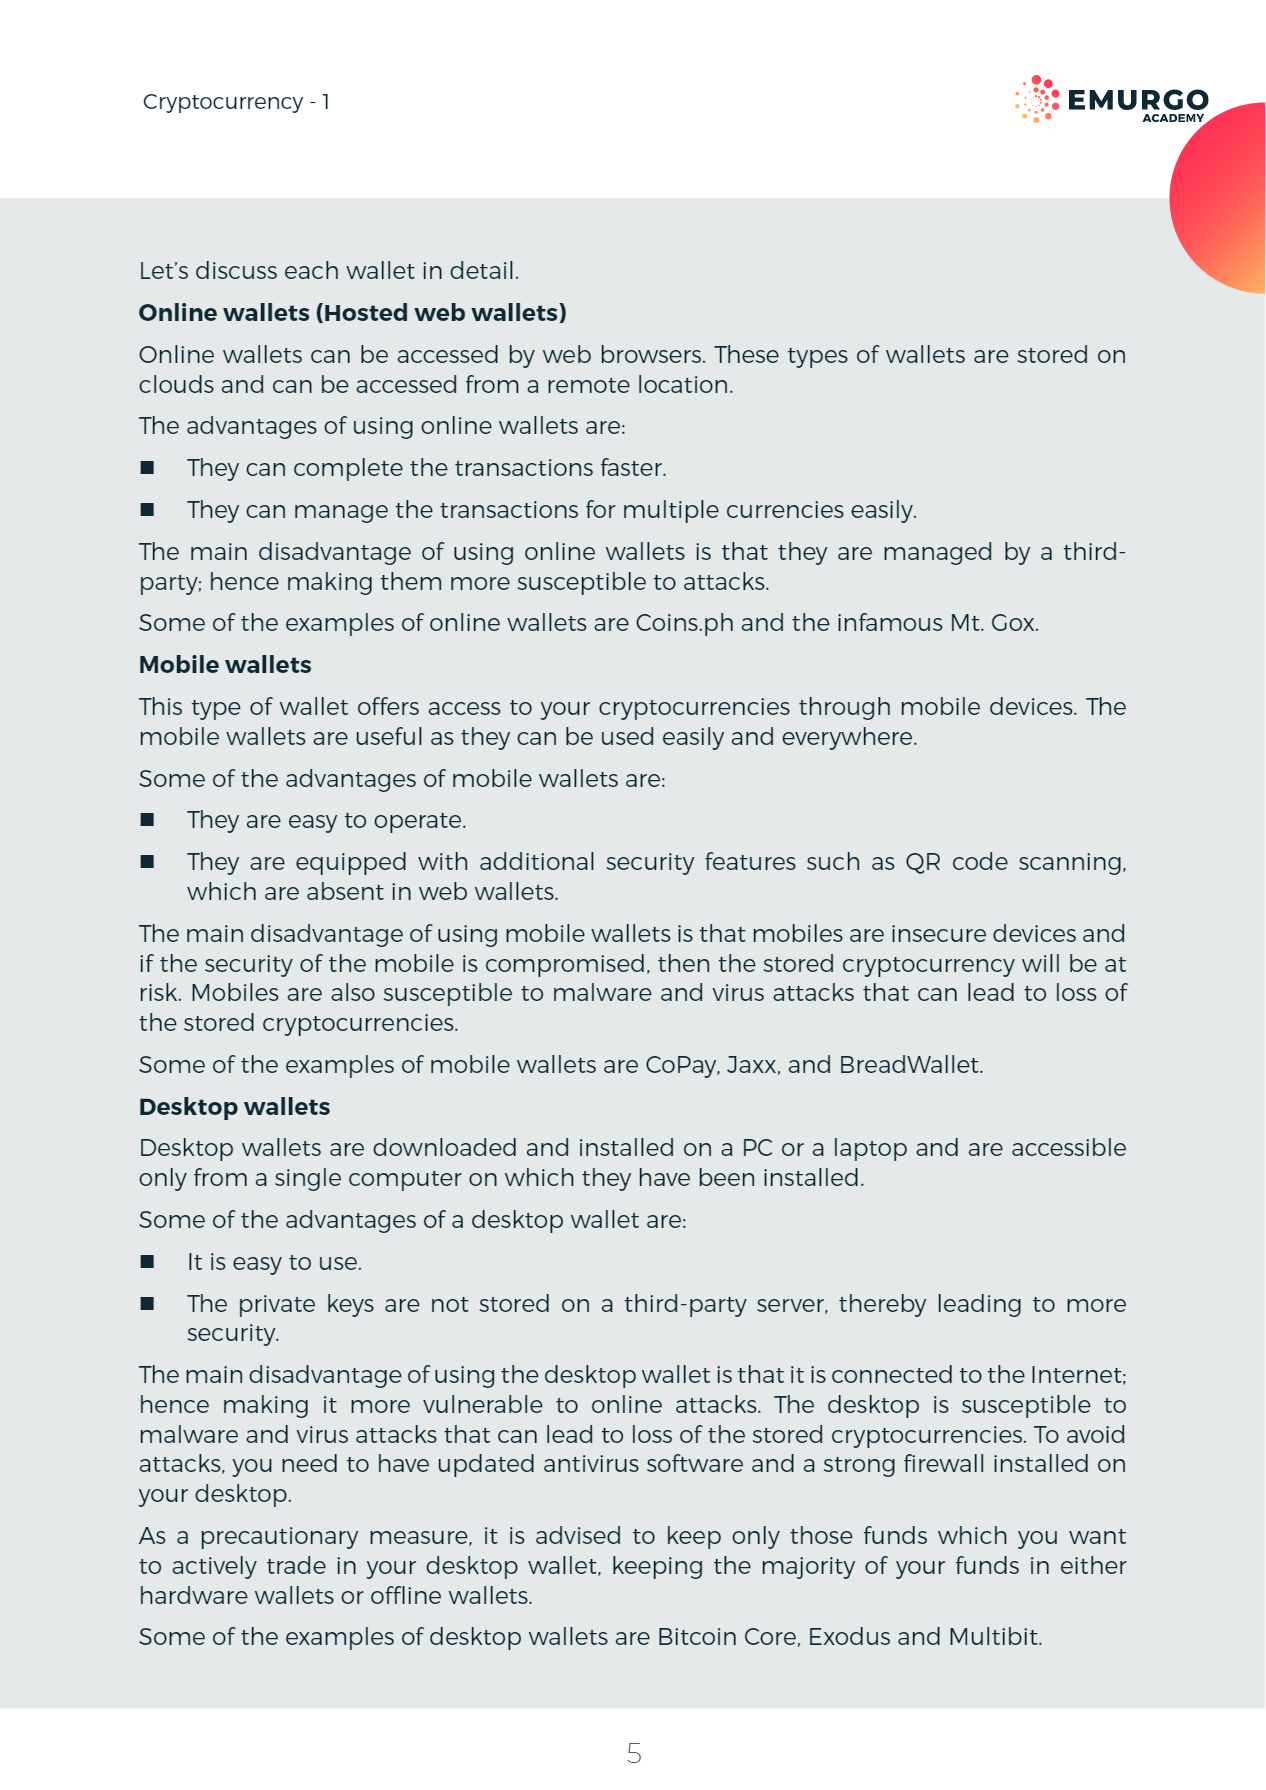 Cryptocurrency - 1
EMURGO
ACADEMY
Let’s discuss each wallet in detail.
Online wallets (Hosted web wallets)
Online wallets can be accessed by web browsers. These types of wallets are stored on
clouds and can be accessed from a remote location.
The advantages of using online wallets are:
■ They can complete the transactions faster.
■ They can manage the transactions for multiple currencies easily.
The main disadvantage of using online wallets is that they are managed by a third-
party; hence making them more susceptible to attacks.
Some of the examples of online wallets are Coins.ph and the infamous Mt. Gox.
Mobile wallets
This type of wallet offers access to your cryptocurrencies through mobile devices. The
mobile wallets are useful as they can be used easily and everywhere.
Some of the advantages of mobile wallets are:
■ They are easy to operate.
■ They are equipped with additional security features such as QR code scanning,
which are absent in web wallets.
The main disadvantage of using mobile wallets is that mobiles are insecure devices and
if the security of the mobile is compromised, then the stored cryptocurrency will be at
risk. Mobiles are also susceptible to malware and virus attacks that can lead to loss of
the stored cryptocurrencies.
Some of the examples of mobile wallets are CoPay, Jaxx, and BreadWallet.
Desktop wallets
Desktop wallets are downloaded and installed on a PC or a laptop and are accessible
only from a single computer on which they have been installed.
Some of the advantages of a desktop wallet are:
■ It is easy to use.
■ The private keys are not stored on a third-party server, thereby leading to more
security.
The main disadvantage of using the desktop wallet is that it is connected to the Internet;
hence making it more vulnerable to online attacks. The desktop is susceptible to
malware and virus attacks that can lead to loss of the stored cryptocurrencies. To avoid
attacks, you need to have updated antivirus software and a strong firewall installed on
your desktop.
As a precautionary measure, it is advised to keep only those funds which you want
to actively trade in your desktop wallet, keeping the majority of your funds in either
hardware wallets or offline wallets.
Some of the examples of desktop wallets are Bitcoin Core, Exodus and Multibit.
5